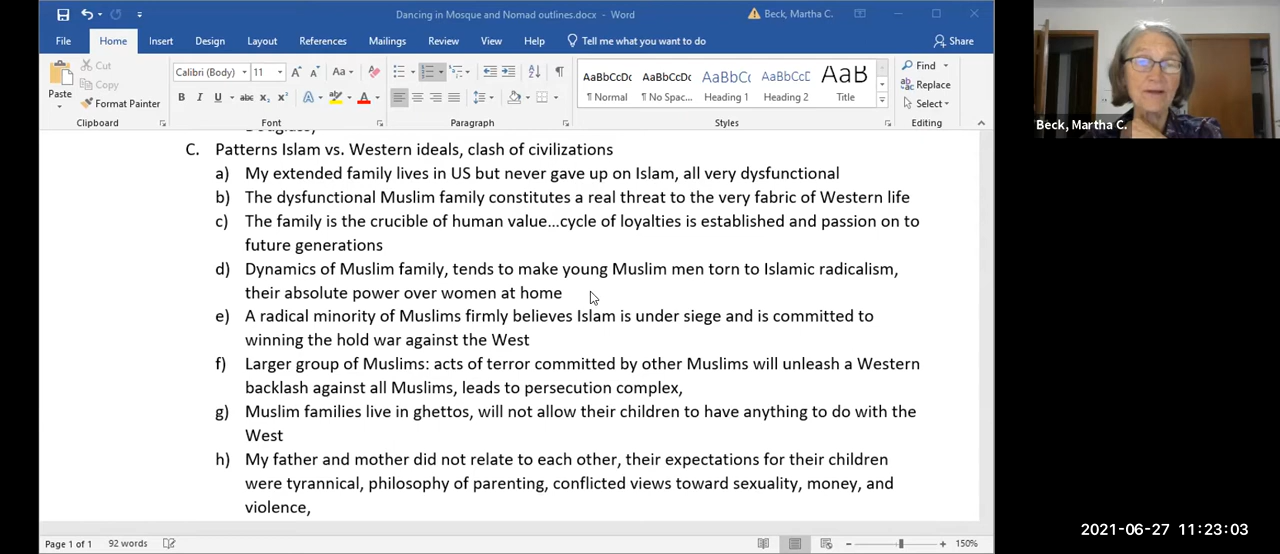 Dancing in Mosque and Nomad outlines.docx - Word
Beck, Martha C.
File Home Insert Design Layout References Mailings Review View Help Tell me what you want to do Share
Paste
Cut
Copy
Format Painter
Clipboard
Calibri (Body) 11
Font
Paragraph
AaBbCcDc AaBbCcDc AaBbCcC AaBbCcC AaB
¶ Normal ¶ No Spac... Heading 1 Heading 2 Title
Styles
Find
Replace
Select
Editing
Beck, Martha C.
C. Patterns Islam vs. Western ideals, clash of civilizations
a) My extended family lives in US but never gave up on Islam, all very dysfunctional
b) The dysfunctional Muslim family constitutes a real threat to the very fabric of Western life
c) The family is the crucible of human value...cycle of loyalties is established and passion on to
future generations
d) Dynamics of Muslim family, tends to make young Muslim men torn to Islamic radicalism,
their absolute power over women at home
e) A radical minority of Muslims firmly believes Islam is under siege and is committed to
winning the hold war against the West
f) Larger group of Muslims: acts of terror committed by other Muslims will unleash a Western
backlash against all Muslims, leads to persecution complex,
g) Muslim families live in ghettos, will not allow their children to have anything to do with the
West
h) My father and mother did not relate to each other, their expectations for their children
were tyrannical, philosophy of parenting, conflicted views toward sexuality, money, and
violence,
Page 1 of 1 92 words 150%
2021-06-27 11:23:03